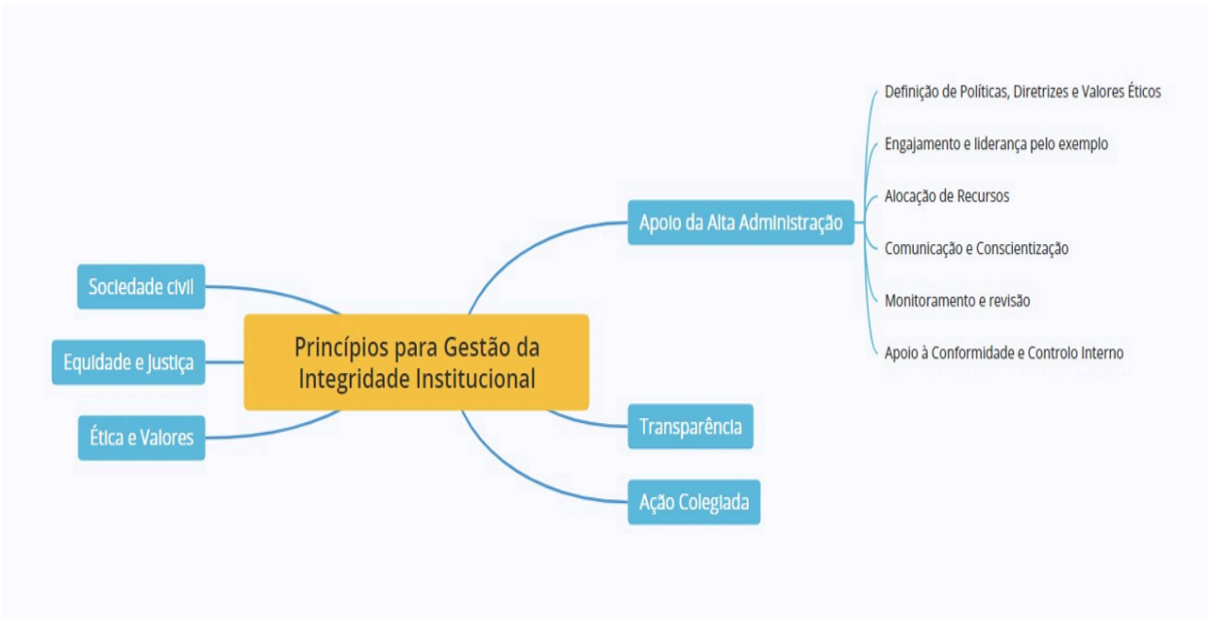 Definição de Políticas, Diretrizes e Valores Éticos
Engajamento e liderança pelo exemplo
Apoio da Alta Administração
Alocação de Recursos
Comunicação e Conscientização
Monitoramento e revisão
Apoio à Conformidade e Controlo Interno
Sociedade civil
Equidade e Justiça
Ética e Valores
Princípios para Gestão da
Integridade Institucional
Transparência
Ação Colegiada